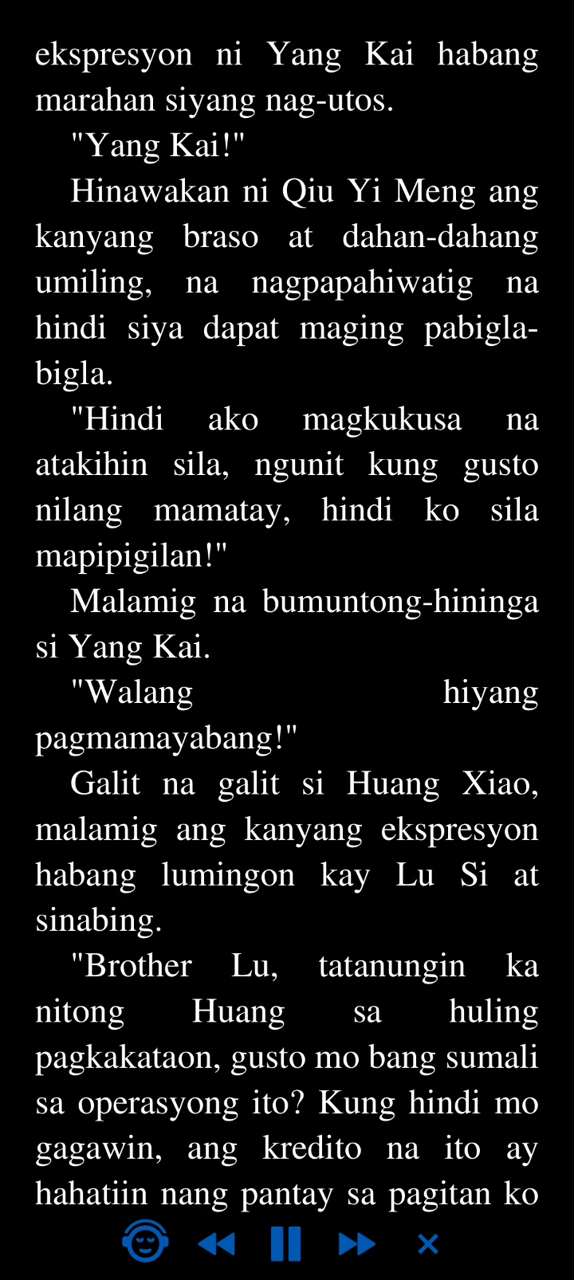 ekspresyon ni Yang Kai habang
marahan siyang nag-utos.
"Yang Kai!"
Hinawakan ni Qiu Yi Meng ang
kanyang braso at dahan-dahang
umiling, na nagpapahiwatig na
hindi siya dapat maging pabigla-
bigla.
"Hindi ako magkukusa na
atakihin sila, ngunit kung gusto
nilang mamatay, hindi ko sila
mapipigilan!"
Malamig na bumuntong-hininga
si Yang Kai.
"Walang hiyang
pagmamayabang!"
Galit na galit si Huang Xiao,
malamig ang kanyang ekspresyon
habang lumingon kay Lu Si at
sinabing.
"Brother Lu, tatanungin ka
nitong Huang sa huling
pagkakataon, gusto mo bang sumali
sa operasyong ito? Kung hindi mo
gagawin, ang kredito na ito ay
hahatiin nang pantay sa pagitan ko